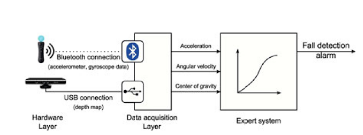 Bluetooth connection
(accelerometer, gyroscope data)
USB connection
(depth map)
Hardware
Layer
Data acquisition
Layer
Acceleration
Angular velocity
Center of gravity
Expert system
Fall detection
alarm